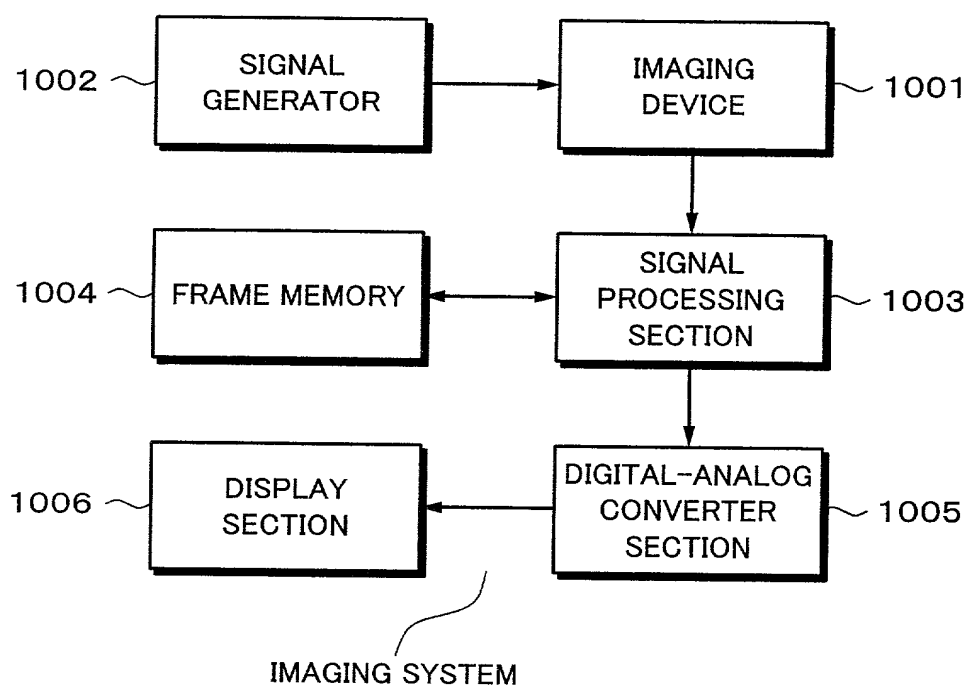 1002
SIGNAL
GENERATOR
IMAGING
DEVICE
1001
1004
FRAME MEMORY
SIGNAL
PROCESSING
SECTION
1003
1006
DISPLAY
SECTION
DIGITAL-ANALOG
CONVERTER
SECTION
1005
IMAGING SYSTEM